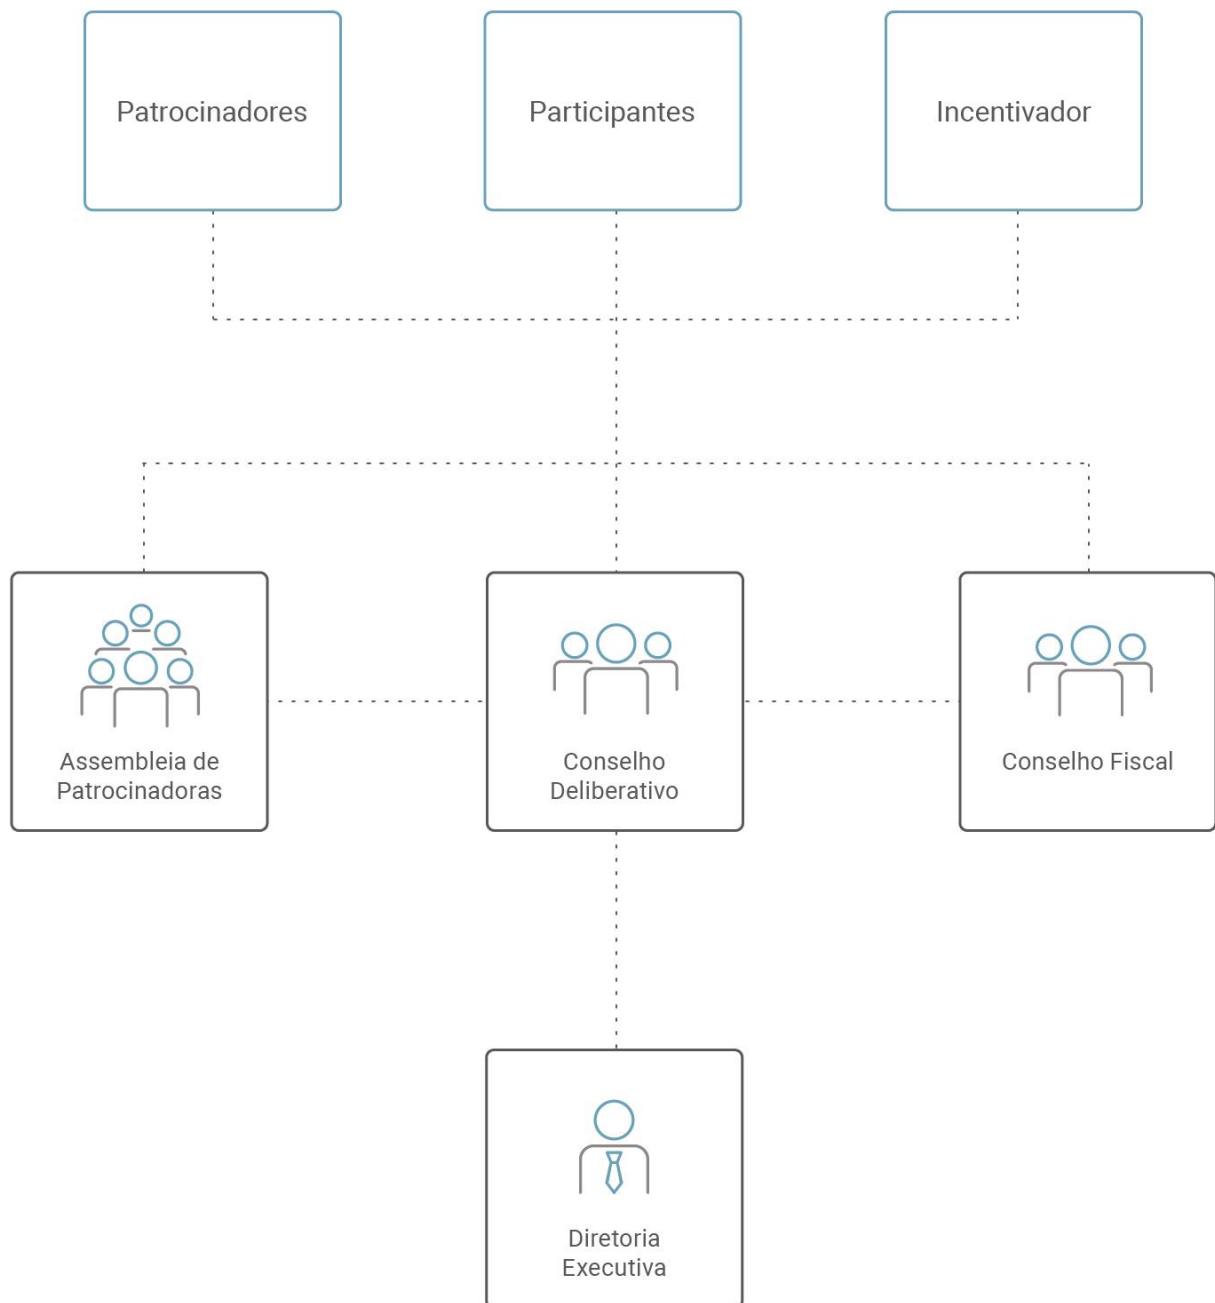 Patrocinadores
Participantes
Incentivador
Assembleia de
Patrocinadoras
Conselho
Deliberativo
Conselho Fiscal
Diretoria
Executiva